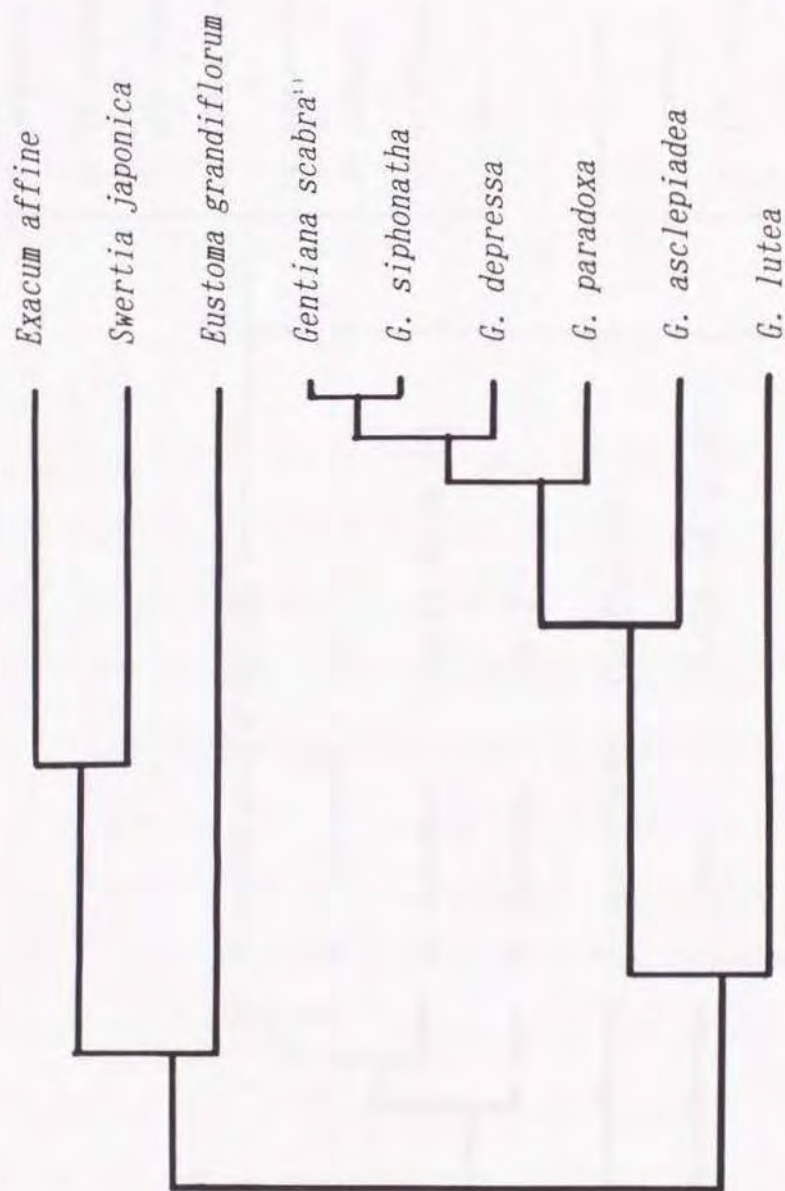 Exacum affine
Swertia japonica
Eustoma grandiflorum
Gentiana scabra¹⁾
G. siphonatha
G. depressa
G. paradoxa
G. asclepiadea
G. lutea